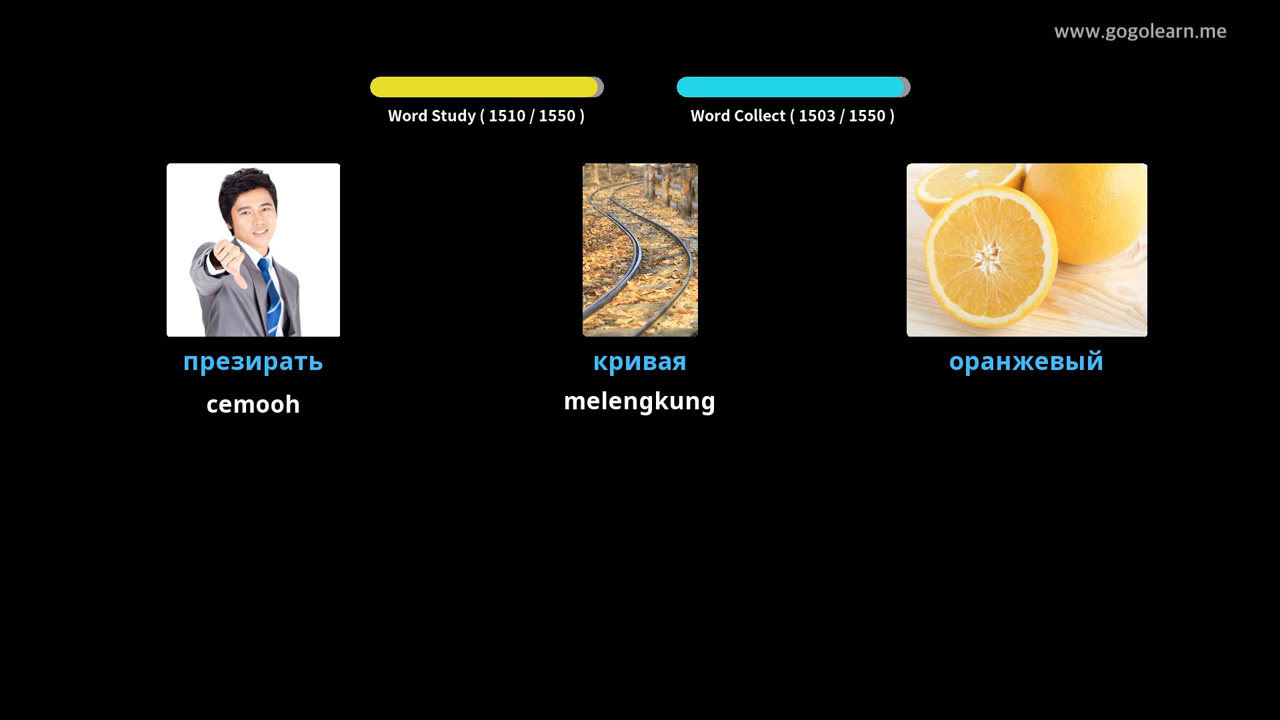 www.gogolearn.me
Word Study ( 1510 / 1550 )
Word Collect ( 1503 / 1550 )
презирать
кривая
оранжевый
cemooh
melengkung